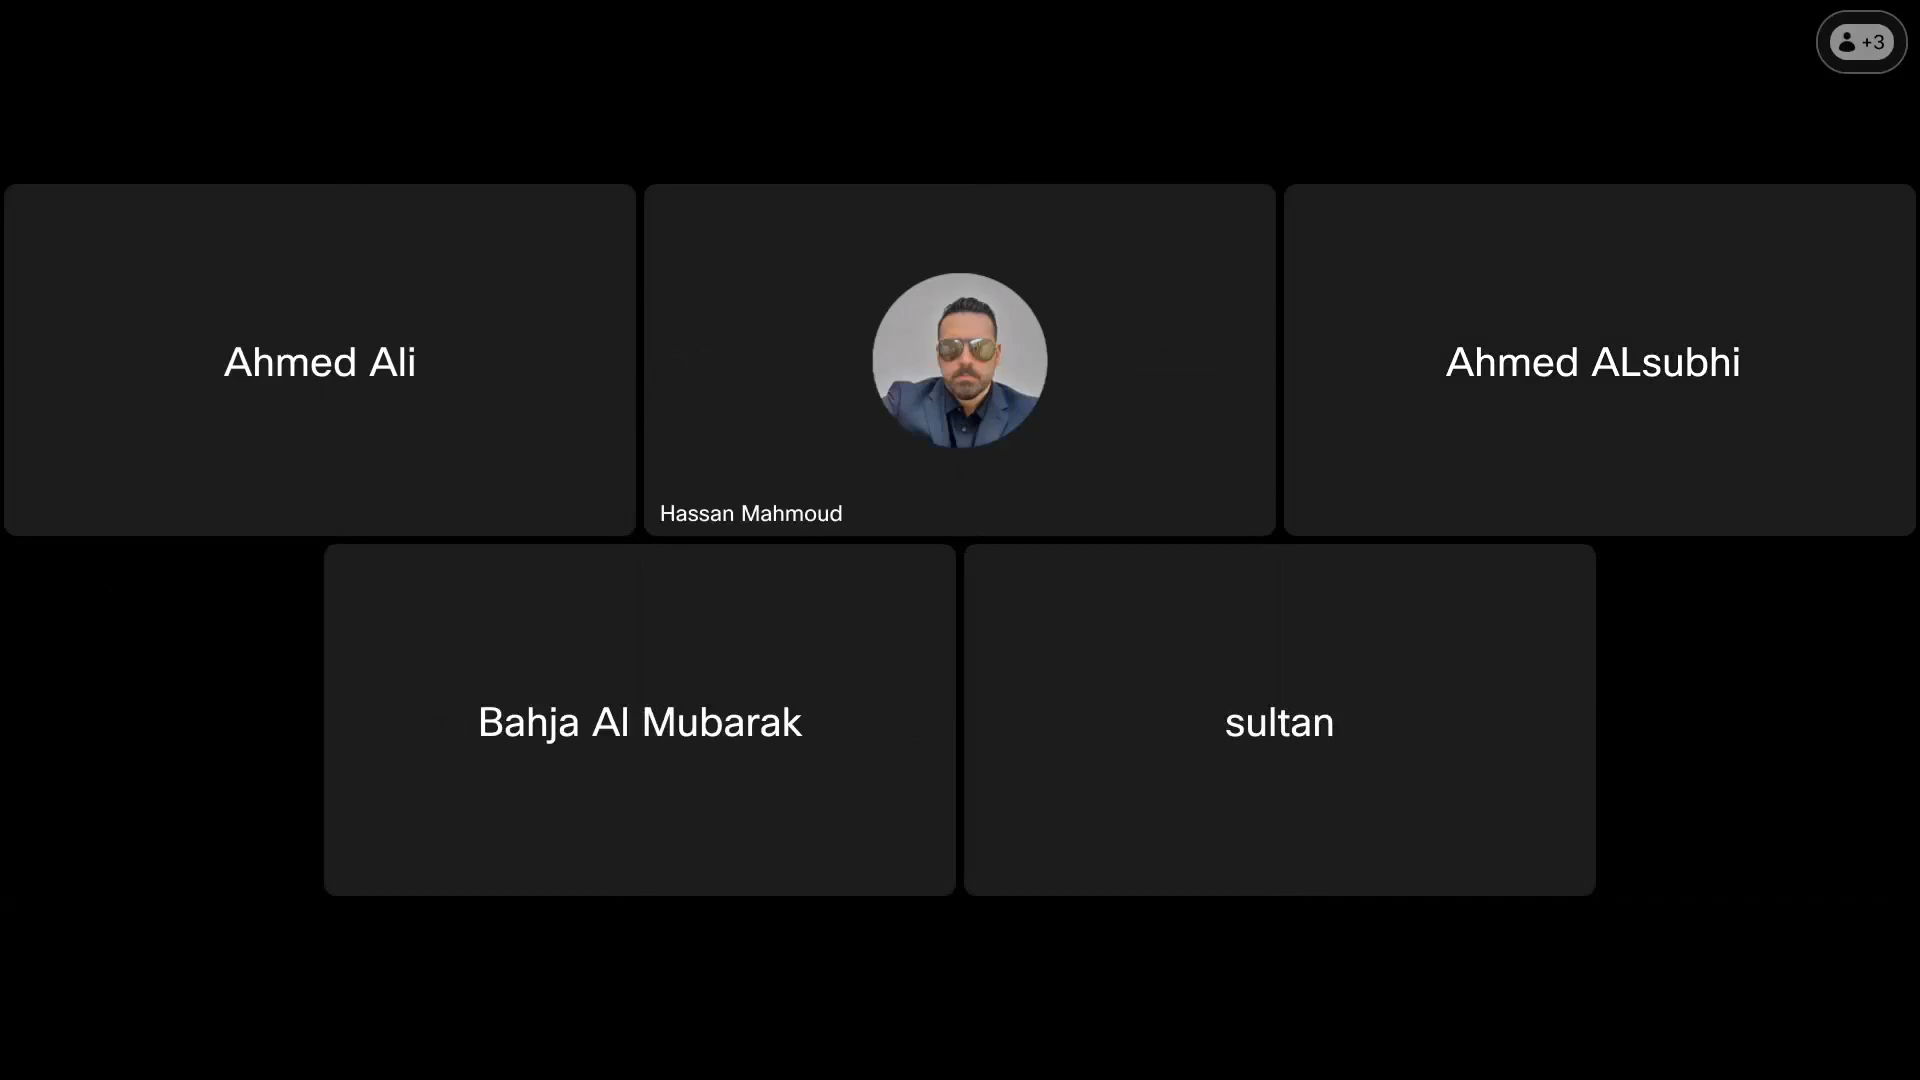 +3
Ahmed Ali
Hassan Mahmoud
Ahmed ALsubhi
Bahja Al Mubarak
sultan